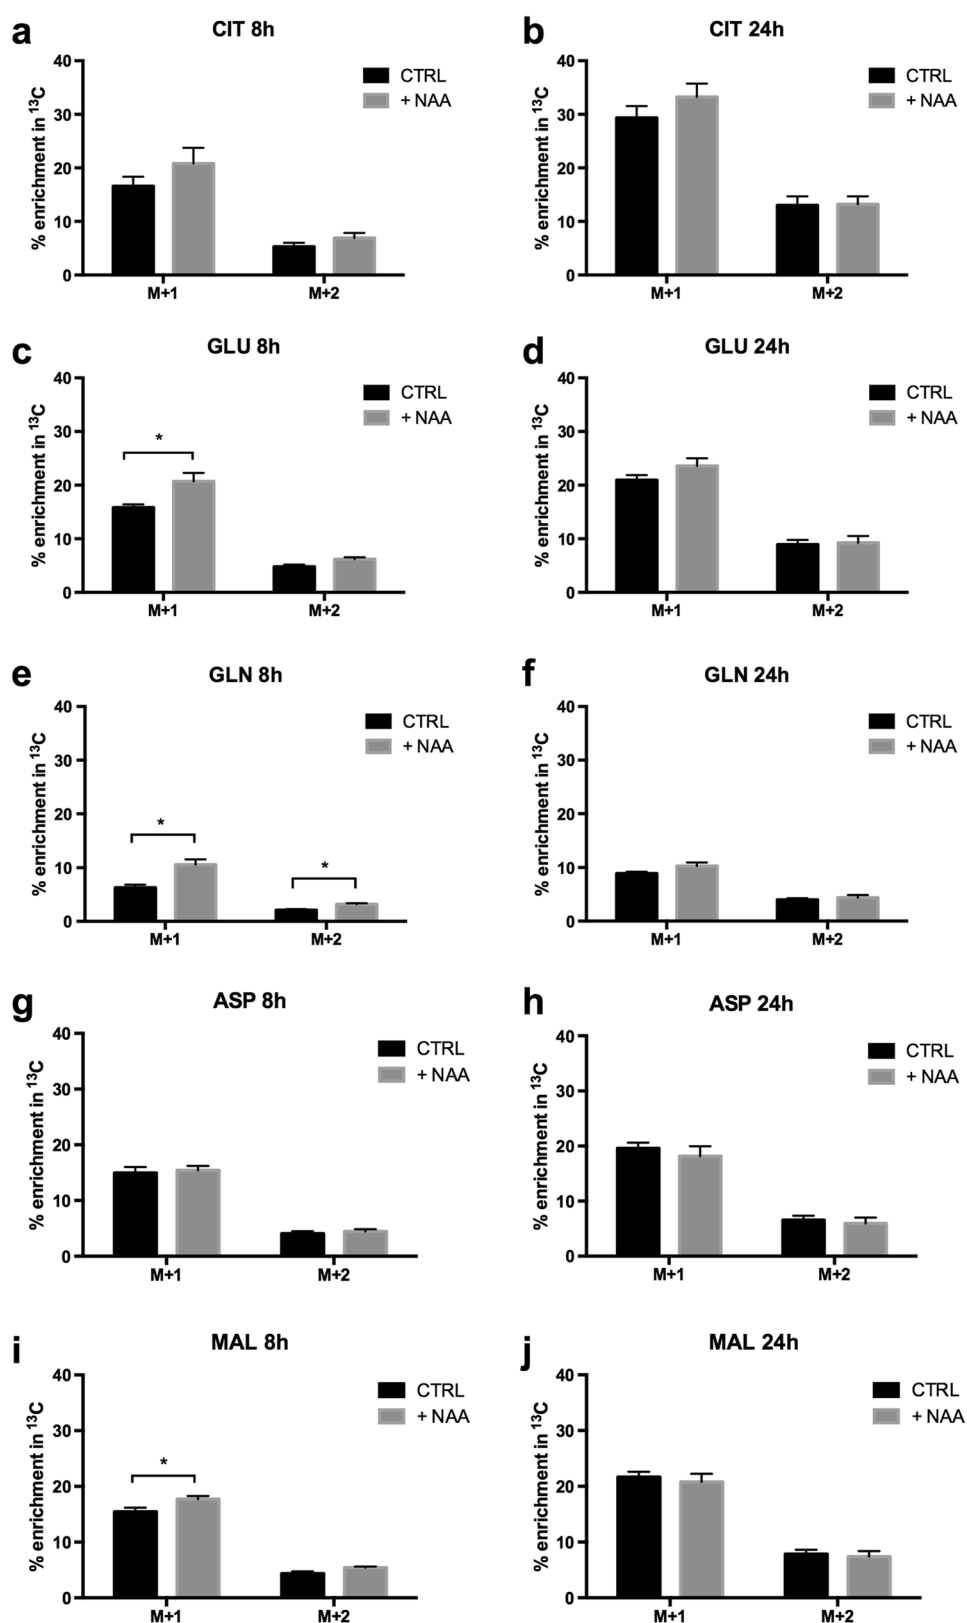 a
CIT 8h
% enrichment in ¹³C
40
30
20
10
0
M+1
M+2
CTRL
+ NAA
b
CIT 24h
% enrichment in ¹³C
40
30
20
10
0
M+1
M+2
CTRL
+ NAA
c
GLU 8h
% enrichment in ¹³C
40
30
20
10
0
*
M+1
M+2
CTRL
+ NAA
d
GLU 24h
% enrichment in ¹³C
40
30
20
10
0
M+1
M+2
CTRL
+ NAA
e
GLN 8h
% enrichment in ¹³C
40
30
20
10
0
*
*
M+1
M+2
CTRL
+ NAA
f
GLN 24h
% enrichment in ¹³C
40
30
20
10
0
M+1
M+2
CTRL
+ NAA
g
ASP 8h
% enrichment in ¹³C
40
30
20
10
0
M+1
M+2
CTRL
+ NAA
h
ASP 24h
% enrichment in ¹³C
40
30
20
10
0
M+1
M+2
CTRL
+ NAA
i
MAL 8h
% enrichment in ¹³C
40
30
20
10
0
*
M+1
M+2
CTRL
+ NAA
j
MAL 24h
% enrichment in ¹³C
40
30
20
10
0
M+1
M+2
CTRL
+ NAA